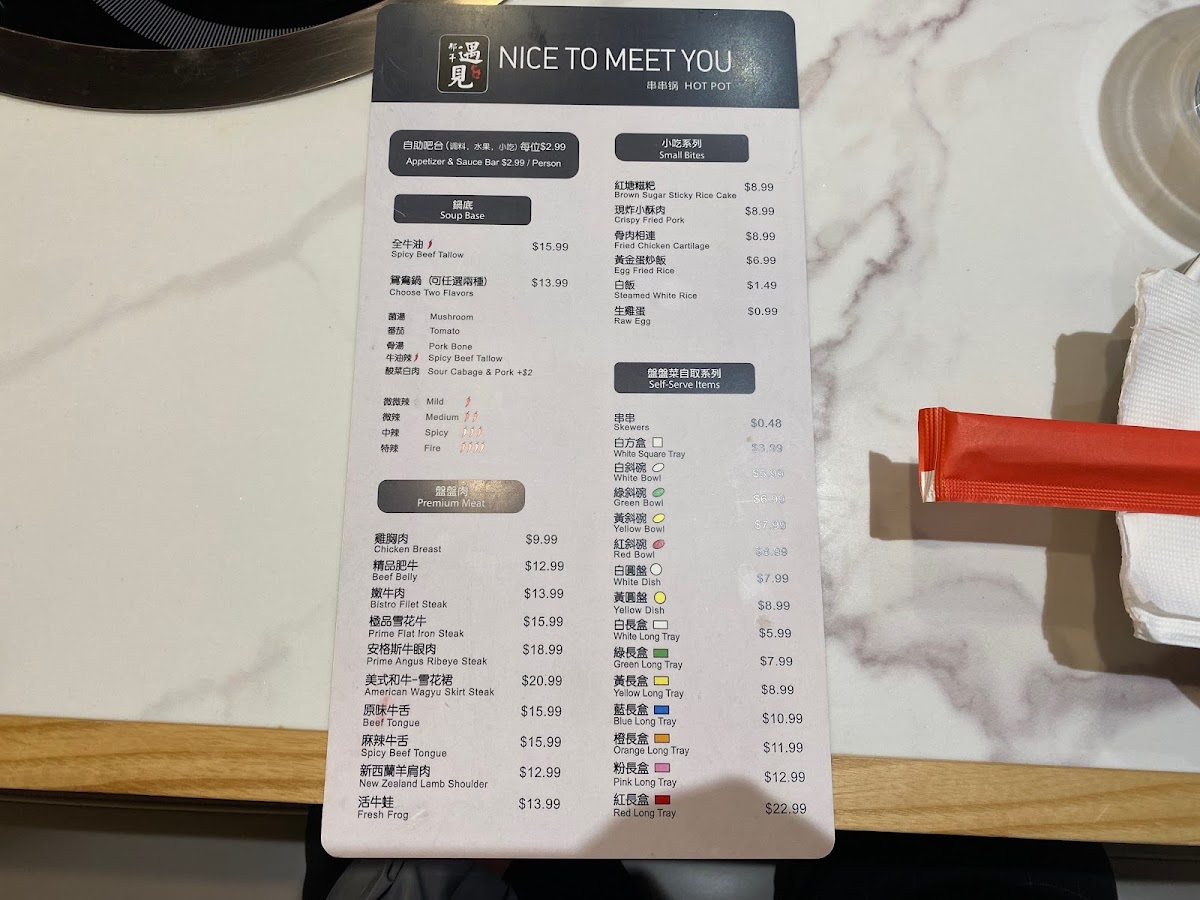 那不
遇見
NICE TO MEET YOU
串串锅 HOT POT
自助吧台 (調料，水果，小吃) 每位$2.99
Appetizer & Sauce Bar $2.99 / Person
鍋底
Soup Base
全牛油 $15.99
Spicy Beef Tallow
鴛鴦鍋 (可任選兩種) $13.99
Choose Two Flavors
菌湯 Mushroom
番茄 Tomato
骨湯 Pork Bone
牛油辣 Spicy Beef Tallow
酸菜白肉 Sour Cabage & Pork +$2
微微辣 Mild
微辣 Medium
中辣 Spicy
特辣 Fire
盤盤肉
Premium Meat
雞胸肉 $9.99
Chicken Breast
精品肥牛 $12.99
Beef Belly
嫩牛肉 $13.99
Bistro Filet Steak
極品雪花牛 $15.99
Prime Flat Iron Steak
安格斯牛眼肉 $18.99
Prime Angus Ribeye Steak
美式和牛-雪花裙 $20.99
American Wagyu Skirt Steak
原味牛舌 $15.99
Beef Tongue
麻辣牛舌 $15.99
Spicy Beef Tongue
新西蘭羊肩肉 $12.99
New Zealand Lamb Shoulder
活牛蛙 $13.99
Fresh Frog
小吃系列
Small Bites
紅塘糍粑 $8.99
Brown Sugar Sticky Rice Cake
現炸小酥肉 $8.99
Crispy Fried Pork
骨肉相連 $8.99
Fried Chicken Cartilage
黃金蛋炒飯 $6.99
Egg Fried Rice
白飯 $1.49
Steamed White Rice
生雞蛋 $0.99
Raw Egg
盤盤菜自取系列
Self-Serve Items
串串 $0.48
Skewers
白方盒 $3.99
White Square Tray
白斜碗 $5.99
White Bowl
綠斜碗 $6.99
Green Bowl
黃斜碗 $7.99
Yellow Bowl
紅斜碗 $8.99
Red Bowl
白圓盤 $7.99
White Dish
黃圓盤 $8.99
Yellow Dish
白長盒 $5.99
White Long Tray
綠長盒 $7.99
Green Long Tray
黃長盒 $8.99
Yellow Long Tray
藍長盒 $10.99
Blue Long Tray
橙長盒 $11.99
Orange Long Tray
粉長盒 $12.99
Pink Long Tray
紅長盒 $22.99
Red Long Tray